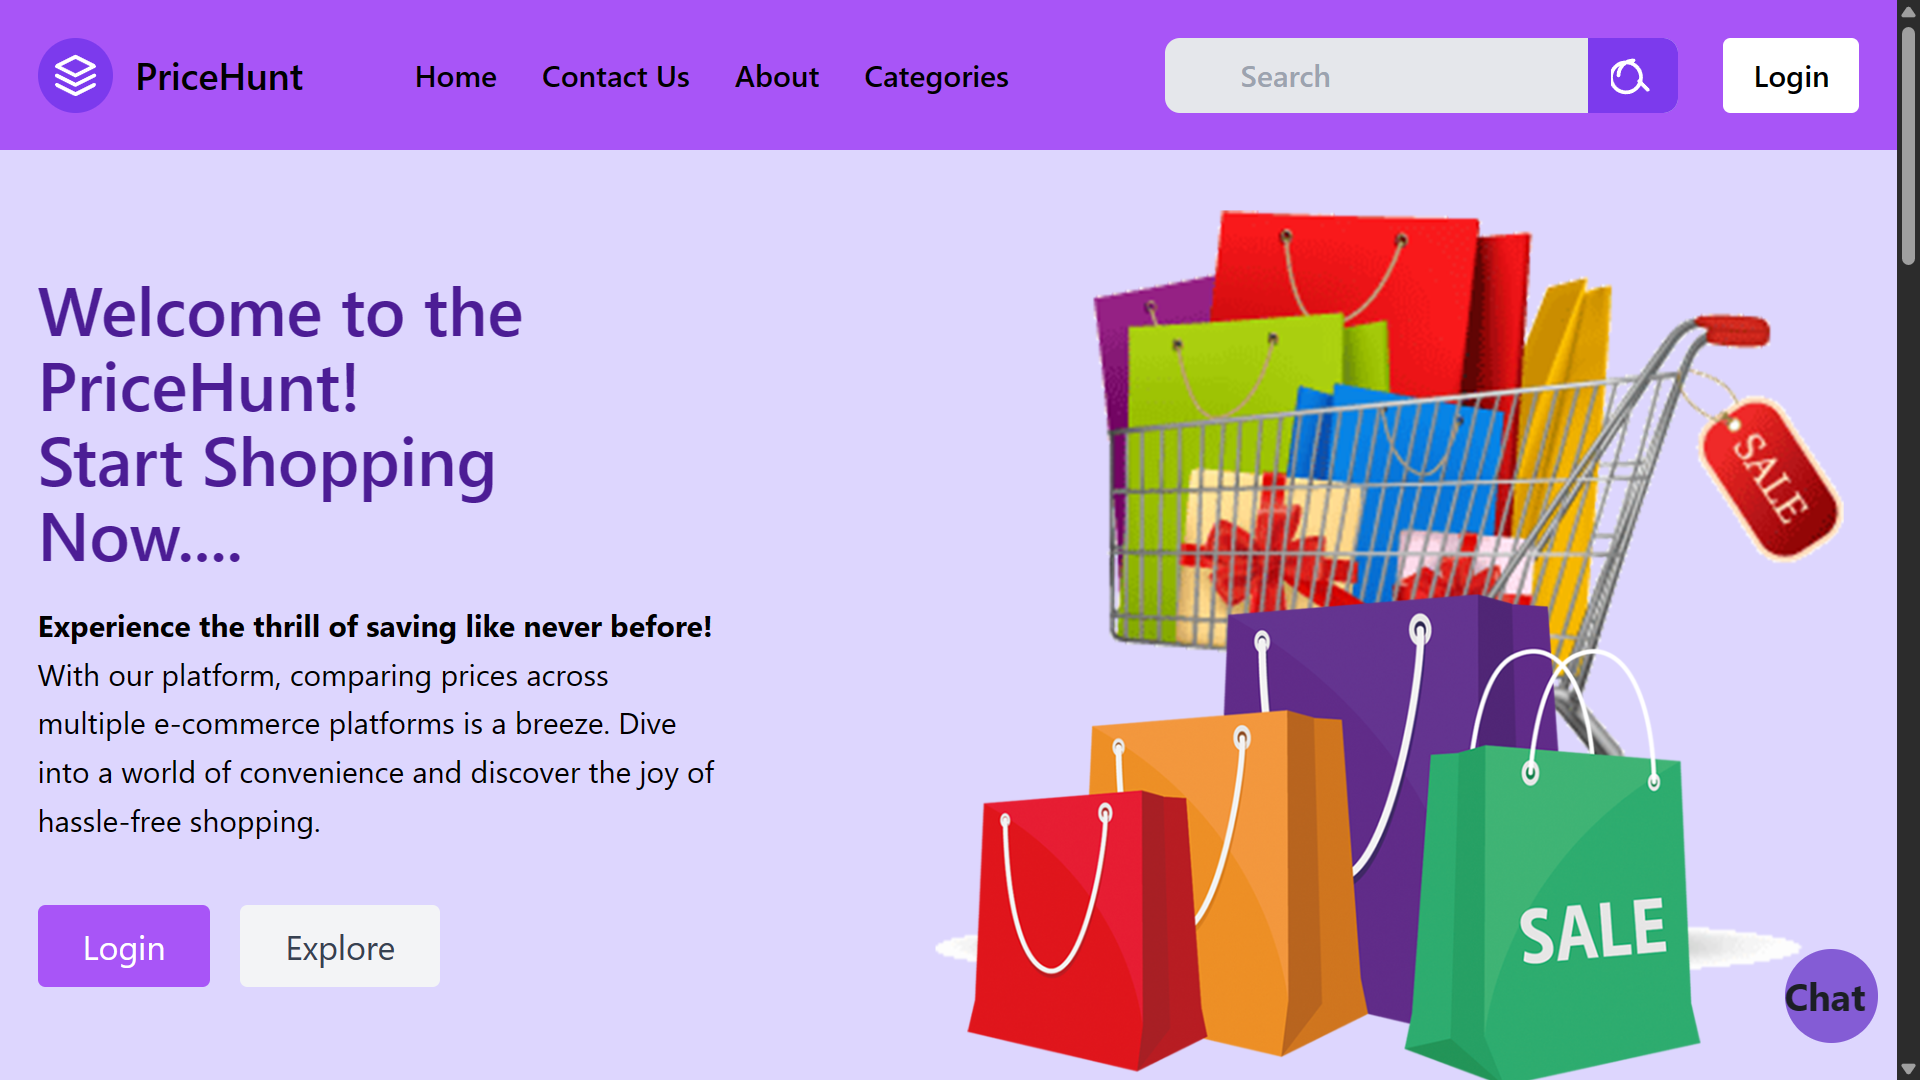 PriceHunt
Home
Contact Us
About
Categories
Search
Login
Welcome to the
PriceHunt!
Start Shopping
Now....
Experience the thrill of saving like never before!
With our platform, comparing prices across
multiple e-commerce platforms is a breeze. Dive
into a world of convenience and discover the joy of
hassle-free shopping.
Login
Explore
SALE
SALE
Chat